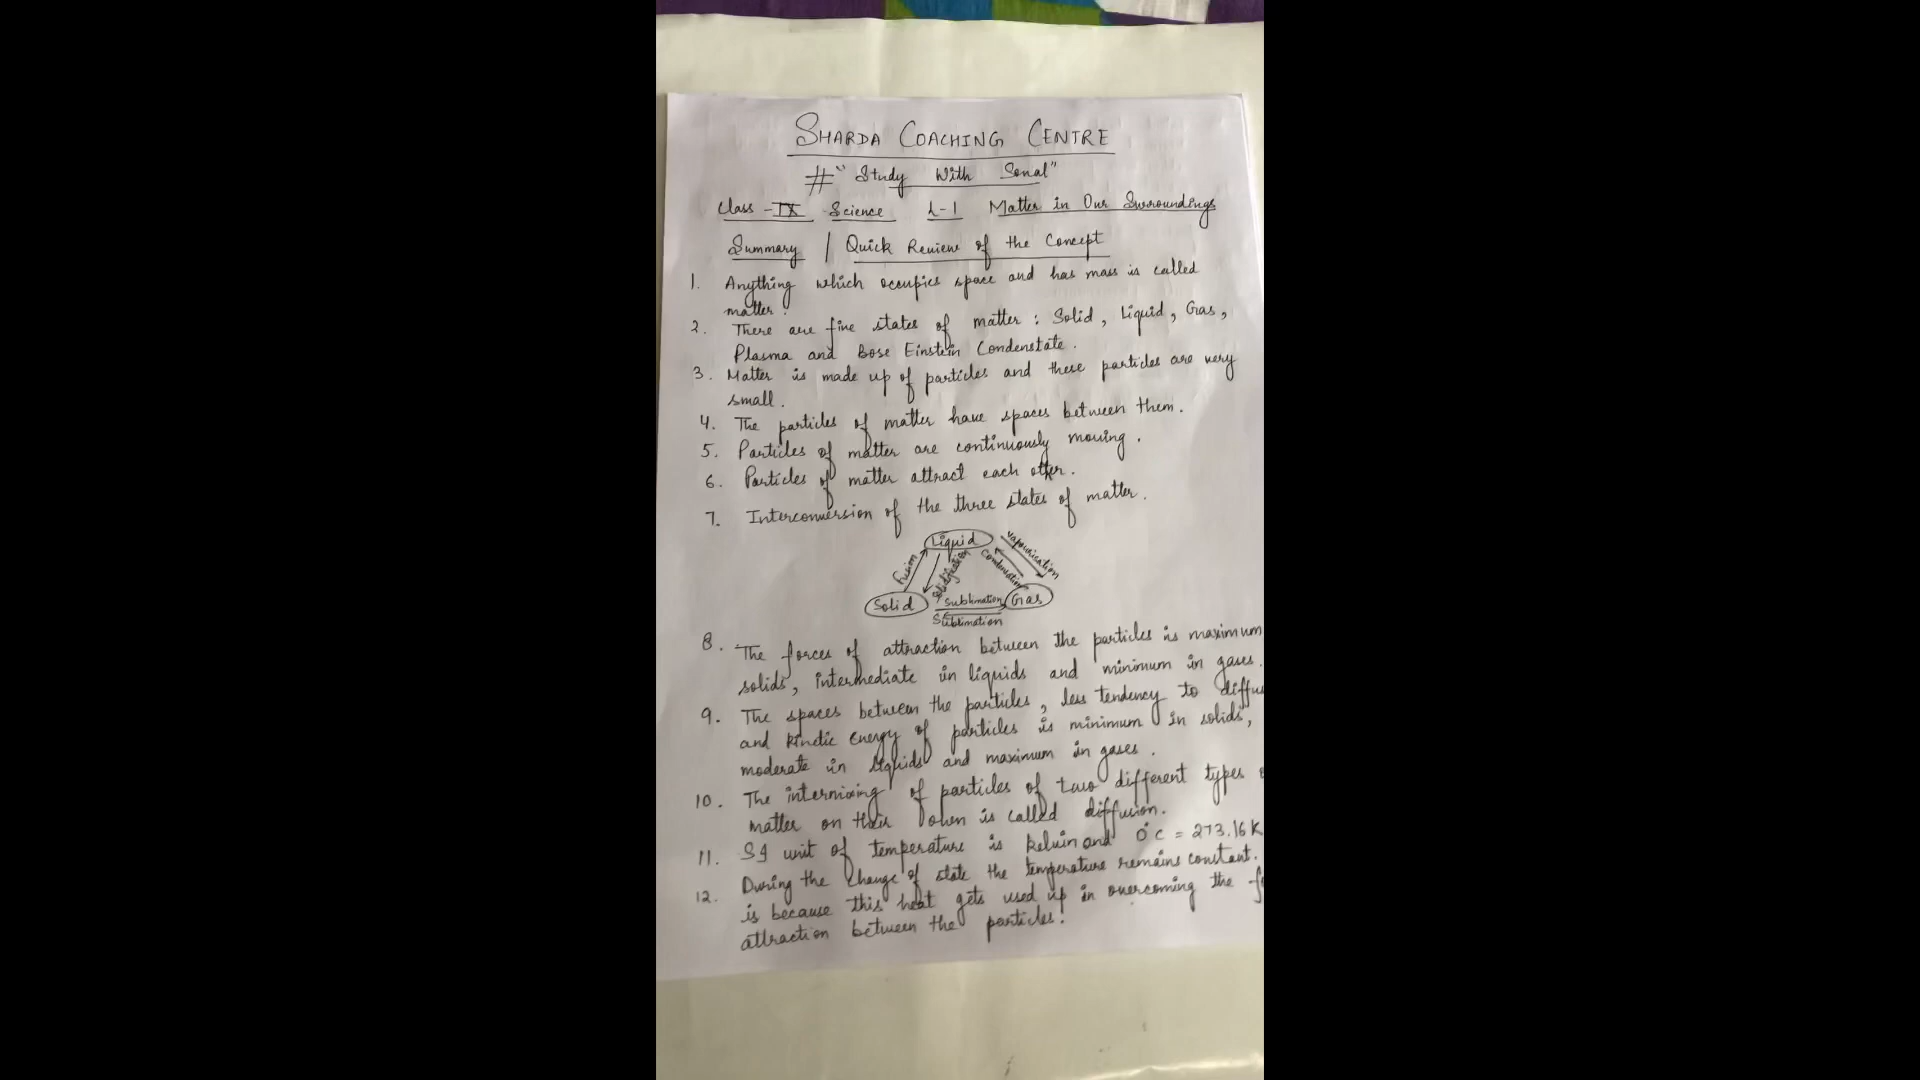 SHARDA COACHING CENTRE
# "Study With Sonal"
Class - IX Science L-1 Matter in Our Surroundings
Summary / Quick Review of the Concept
1. Anything which occupies space and has mass is called
matter.
2. There are five states of matter : Solid, Liquid, Gas,
Plasma and Bose Einstein Condenstate.
3. Matter is made up of particles and these particles are very
small.
4. The particles of matter have spaces between them.
5. Particles of matter are continuously moving.
6. Particles of matter attract each other.
7. Interconversion of the three states of matter.
Liquid
Fusion
Solidification
Condensation
Vapourication
Solid
Sublimation
Gas
Sublimation
8. The forces of attraction between the particles is maximum
solids, intermediate in liquids and minimum in gases.
9. The spaces between the particles, less tendency to diffu
and kinetic energy of particles is minimum in solids,
moderate in liquids and maximum in gases.
10. The intermixing of particles of two different types
matter on their own is called diffusion.
11. SI unit of temperature is kelvin and 0°C = 273.16K
12. During the change of state the temperature remains constant.
is because this heat gets used up in overcoming the
attraction between the particles.